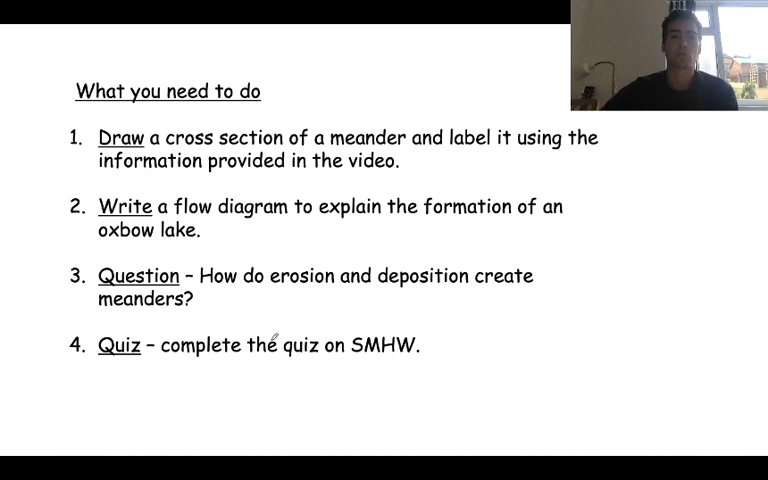 What you need to do
1. Draw a cross section of a meander and label it using the
information provided in the video.
2. Write a flow diagram to explain the formation of an
oxbow lake.
3. Question – How do erosion and deposition create
meanders?
4. Quiz – complete the quiz on SMHW.